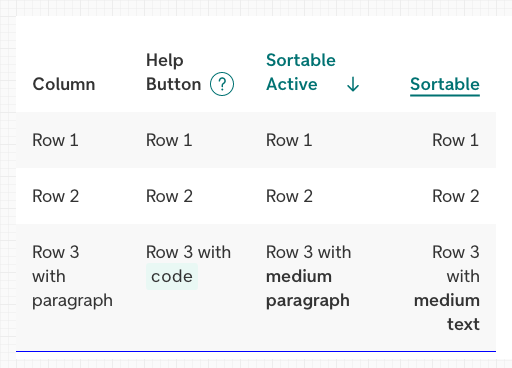 Column Help Button ? Sortable Active ↓ Sortable
Row 1 Row 1 Row 1 Row 1
Row 2 Row 2 Row 2 Row 2
Row 3 with paragraph Row 3 with code Row 3 with medium paragraph Row 3 with medium text